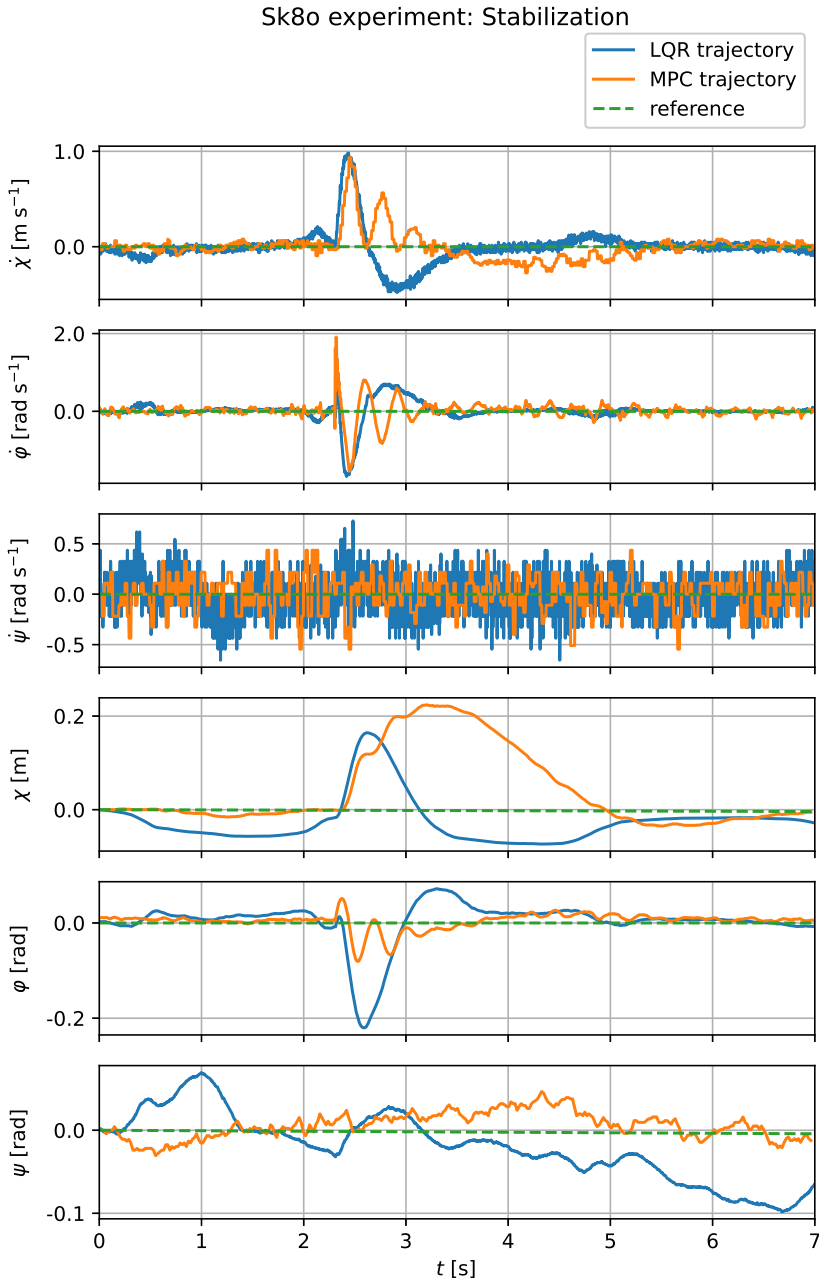 Sk8o experiment: Stabilization
LQR trajectory
MPC trajectory
reference
1.0
0.0
χ̇ [m s⁻¹]
2.0
0.0
φ̇ [rad s⁻¹]
0.5
0.0
-0.5
ψ̇ [rad s⁻¹]
0.2
0.0
χ [m]
0.0
-0.2
φ [rad]
0.0
-0.1
ψ [rad]
0 1 2 3 4 5 6 7
t [s]